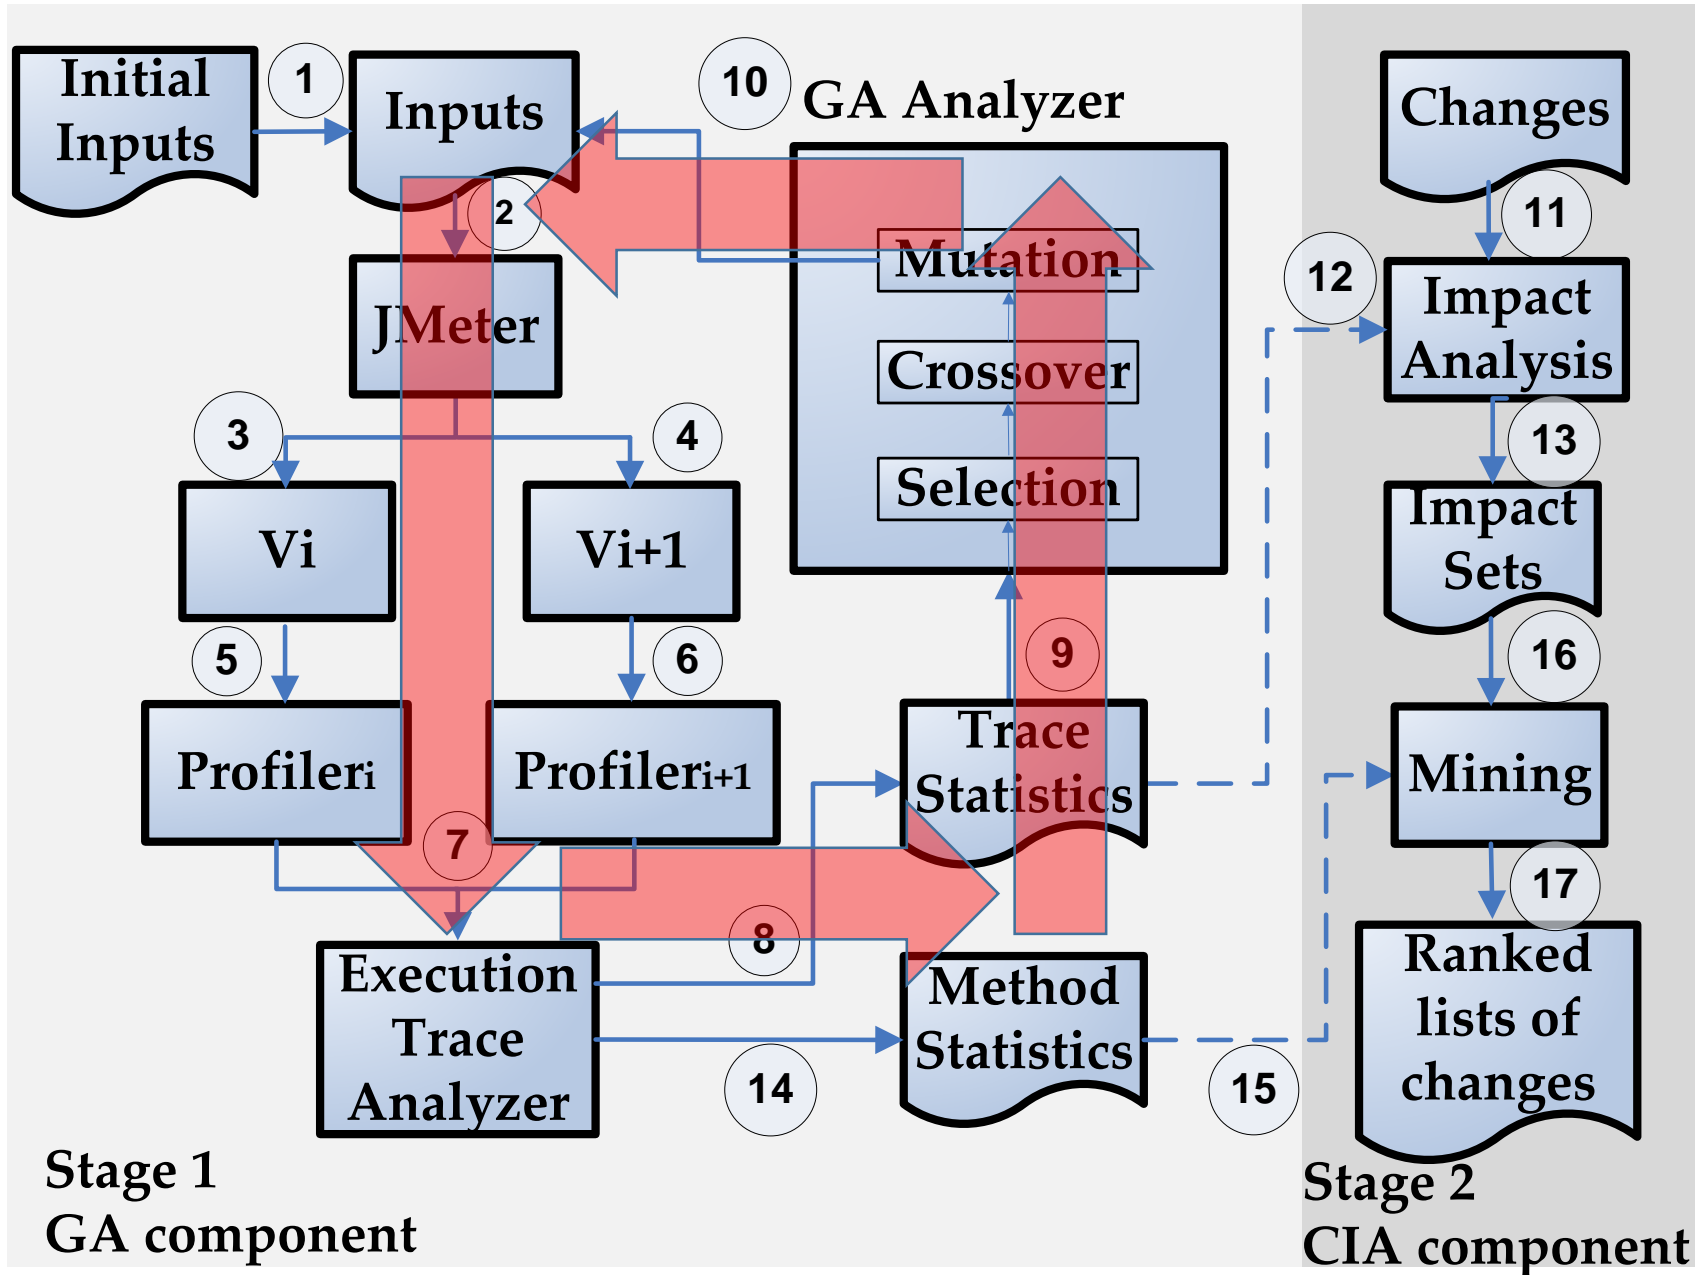 Initial
Inputs
1
Inputs
10
GA Analyzer
Changes
2
11
Mutation
12
Impact
Analysis
JMeter
Crossover
3
4
13
Selection
Vi
Vi+1
Impact
Sets
5
6
9
16
Profileri
Profileri+1
Trace
Statistics
Mining
7
8
17
Execution
Trace
Analyzer
Method
Statistics
14
15
Ranked
lists of
changes
Stage 1
GA component
Stage 2
CIA component